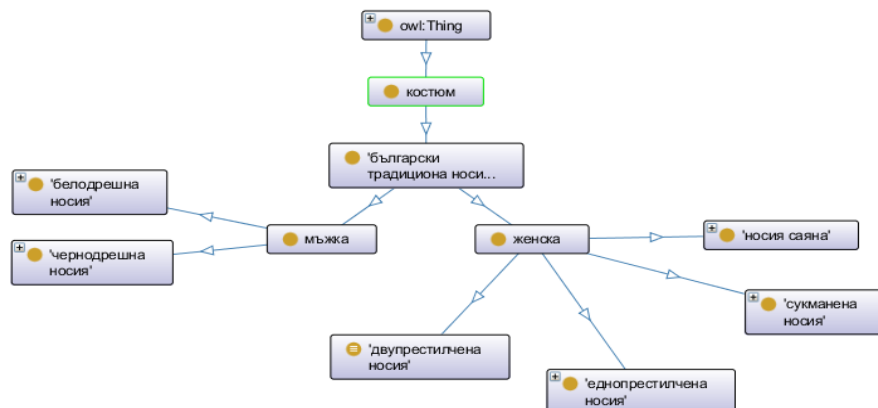 owl:Thing
костюм
'български
традициона носи...
'белодрешна
носия'
мъжка
женска
'носия саяна'
'чернодрешна
носия'
'сукманена
носия'
'двупрестилчена
носия'
'еднопрестилчена
носия'